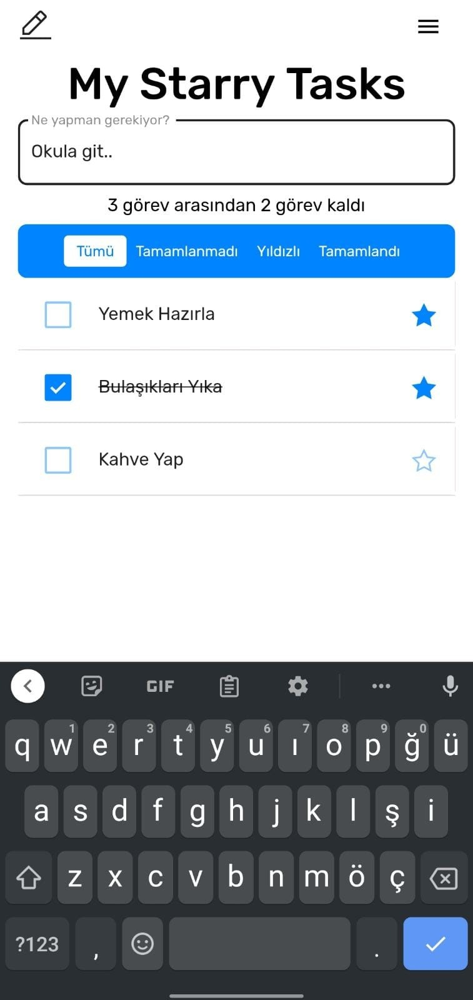 My Starry Tasks
Ne yapman gerekiyor?
Okula git..
3 görev arasından 2 görev kaldı
Tümü Tamamlanmadı Yıldızlı Tamamlandı
Yemek Hazırla
Bulaşıkları Yıka
Kahve Yap
GIF
1 2 3 4 5 6 7 8 9 0
q w e r t y u ı o p ğ ü
a s d f g h j k l ş i
z x c v b n m ö ç
?123 , .